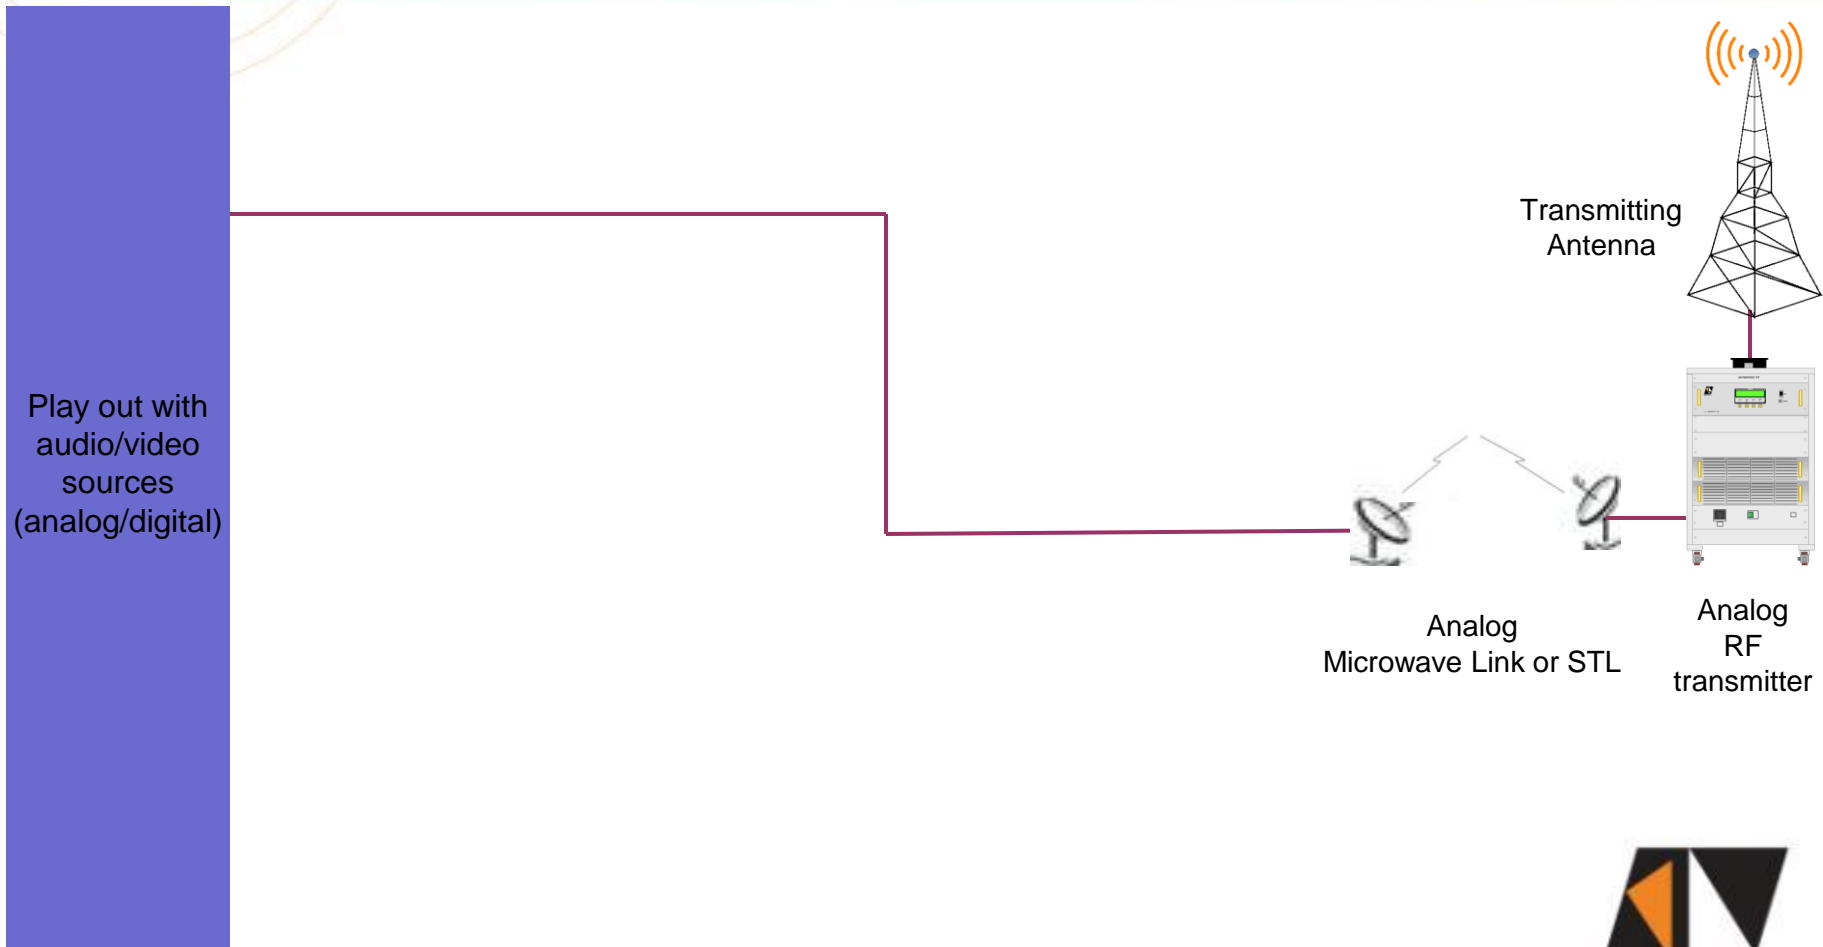 Play out with
audio/video
sources
(analog/digital)
Transmitting
Antenna
Analog
Microwave Link or STL
Analog
RF
transmitter